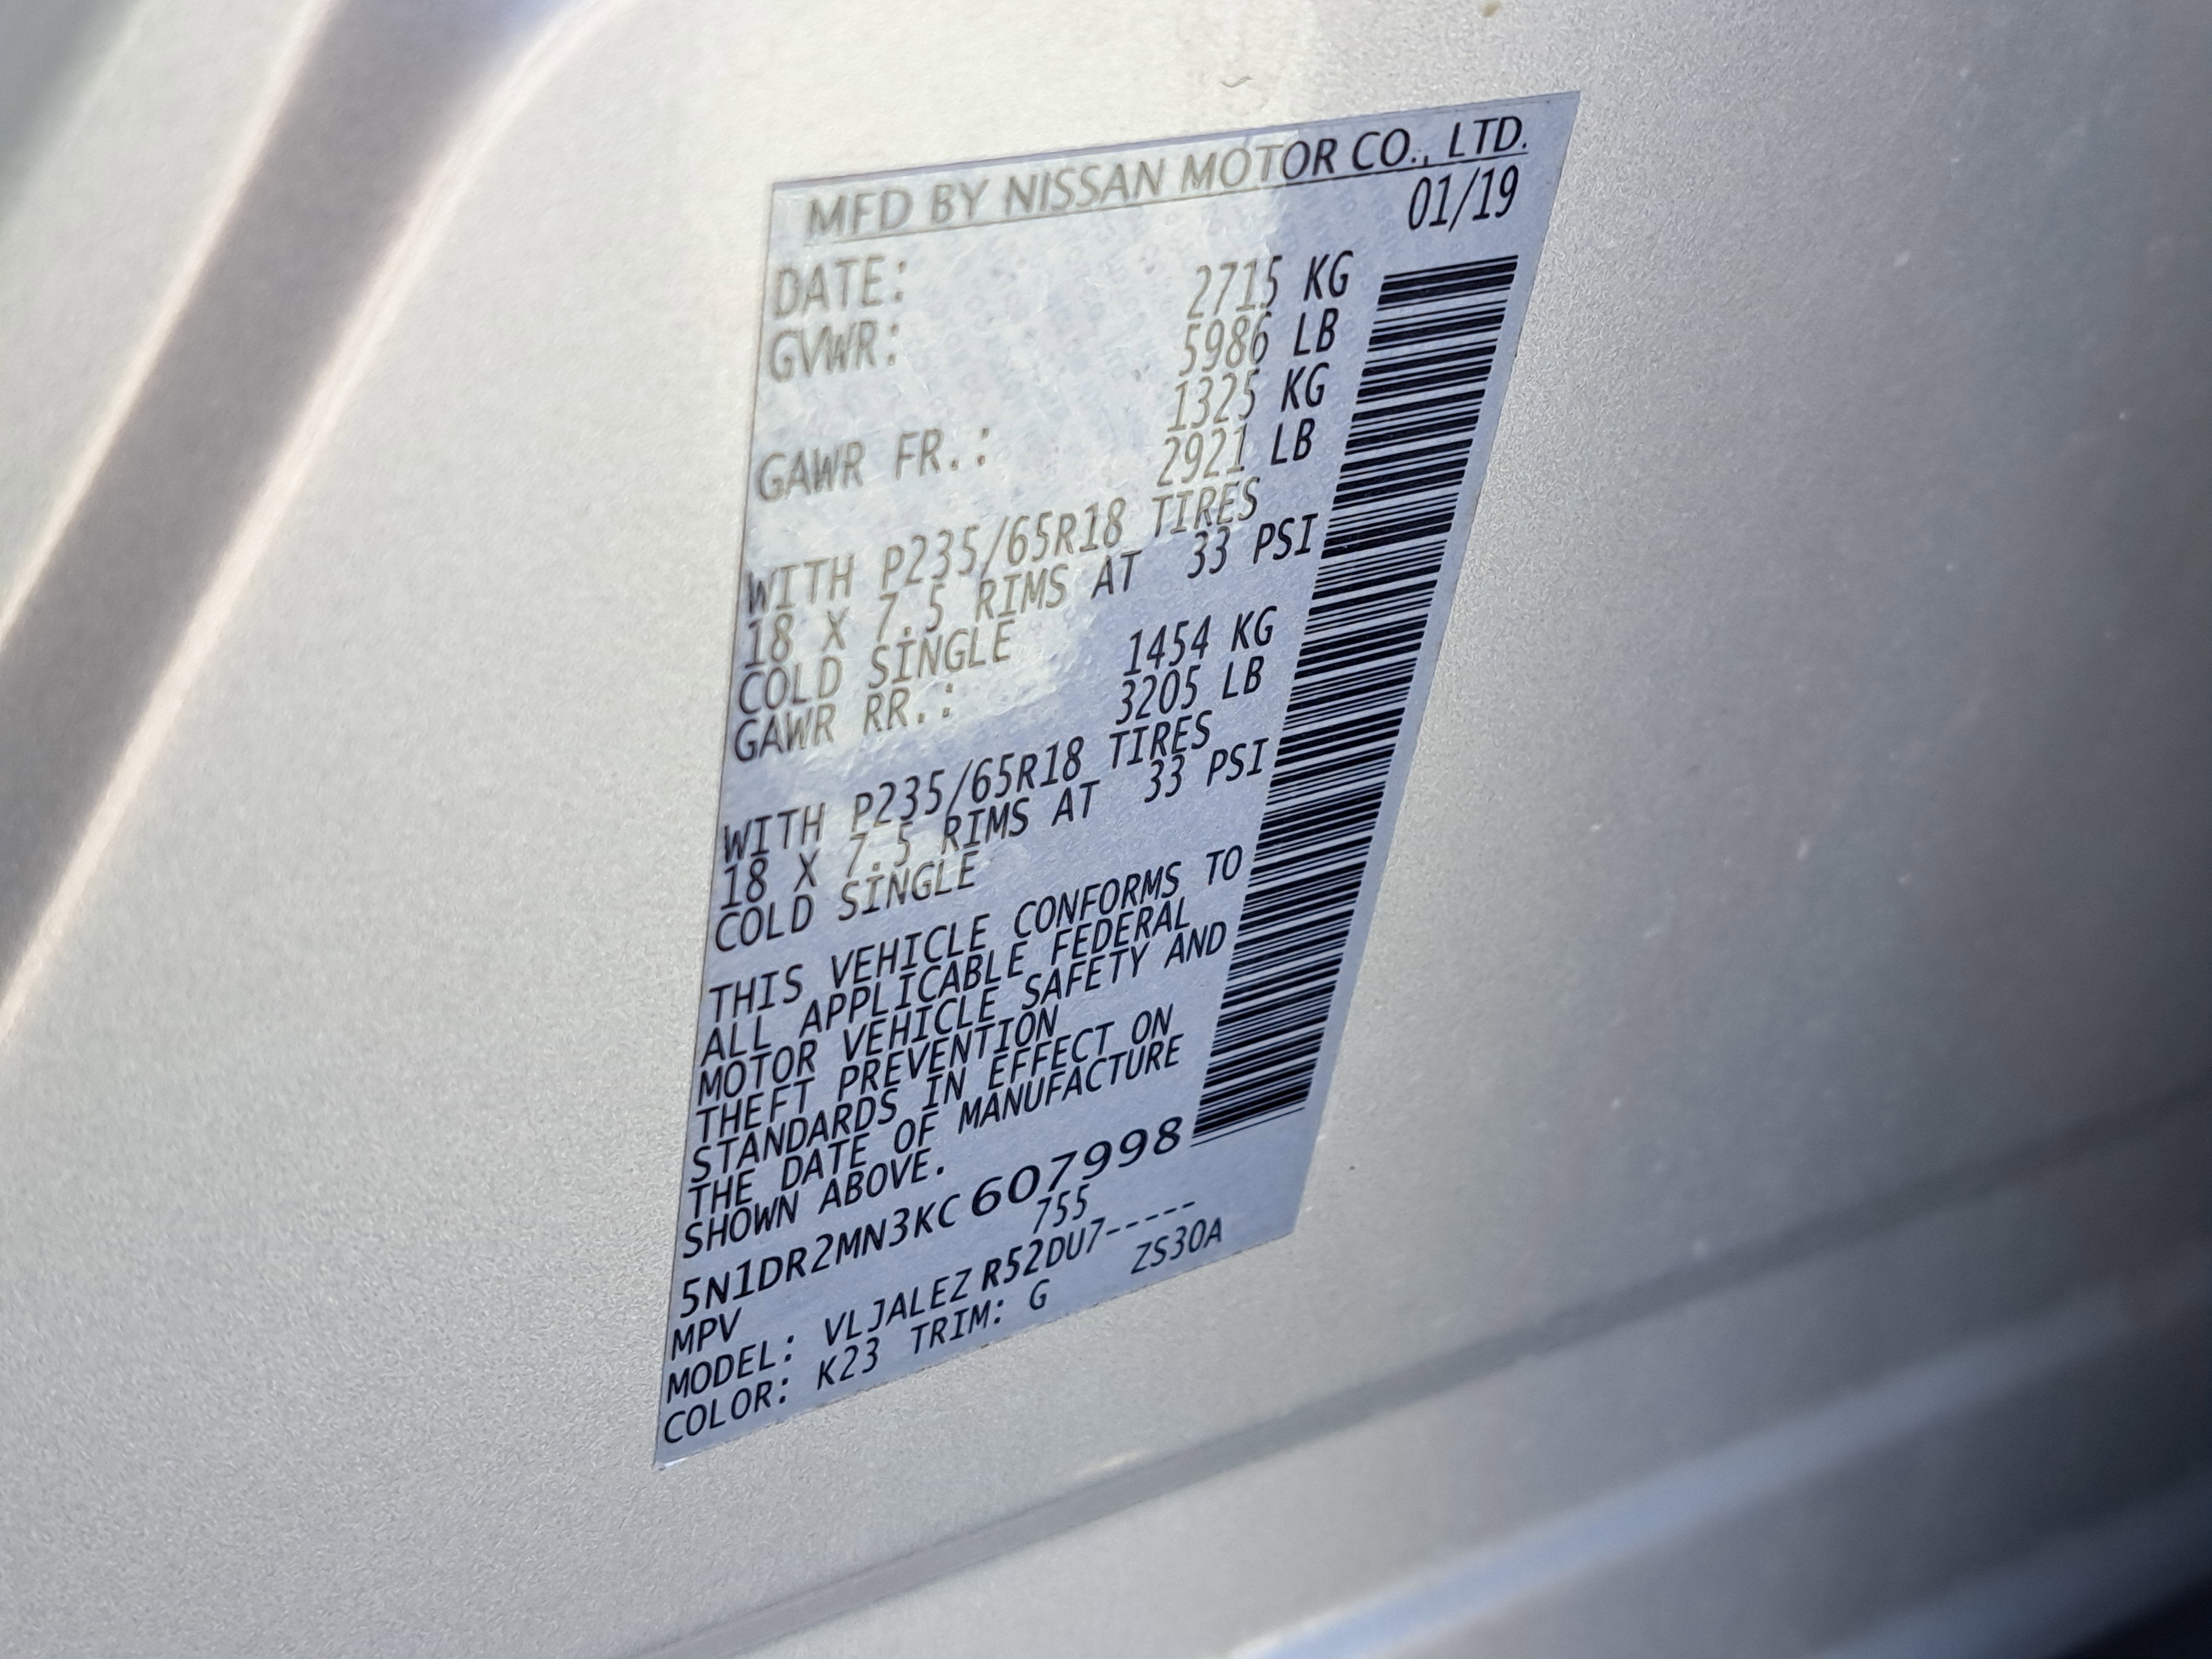 MFD BY NISSAN MOTOR CO., LTD.
DATE: 01/19
GVWR: 2715 KG
5986 LB
GAWR FR.: 1325 KG
2921 LB
WITH P235/65R18 TIRES
18 X 7.5 RIMS AT 33 PSI
COLD SINGLE
GAWR RR.: 1454 KG
3205 LB
WITH P235/65R18 TIRES
18 X 7.5 RIMS AT 33 PSI
COLD SINGLE
THIS VEHICLE CONFORMS TO
ALL APPLICABLE FEDERAL
MOTOR VEHICLE SAFETY AND
THEFT PREVENTION
STANDARDS IN EFFECT ON
THE DATE OF MANUFACTURE
SHOWN ABOVE.
5N1DR2MN3KC607998
MPV 755
MODEL: VLJALEZ R52DU7-----
COLOR: K23 TRIM: G ZS30A